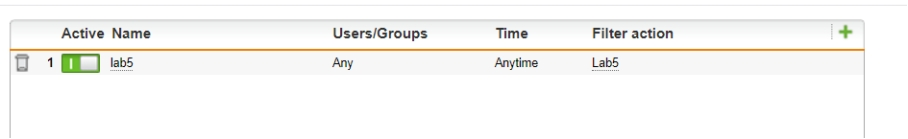 Active Name Users/Groups Time Filter action
1 lab5 Any Anytime Lab5